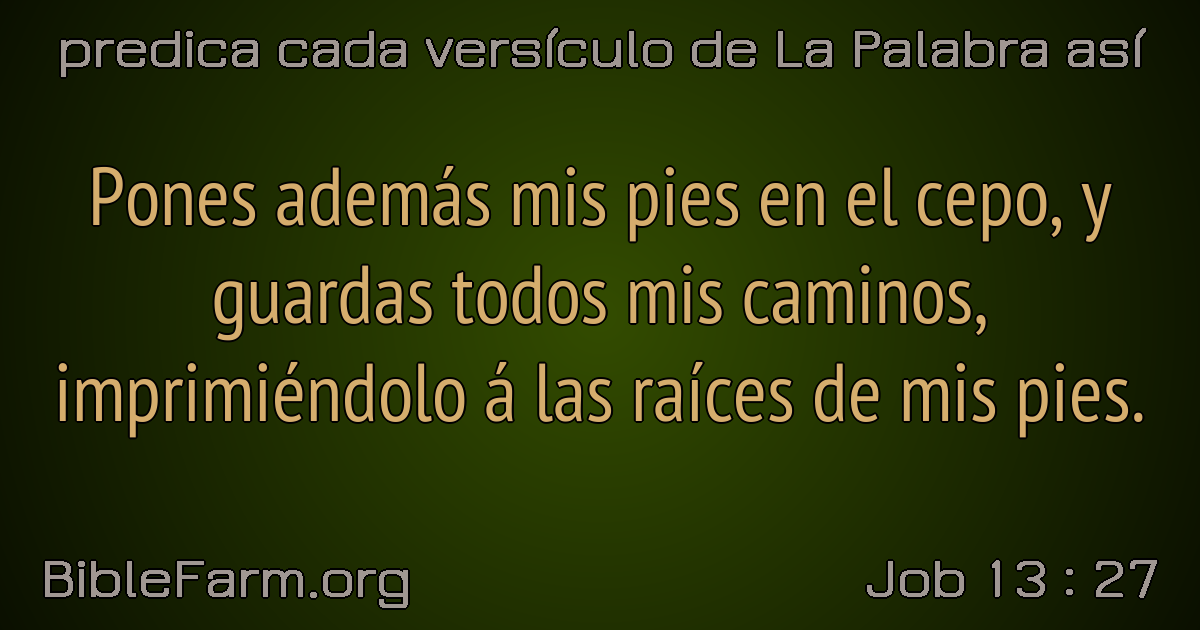 predica cada versículo de La Palabra así
Pones además mis pies en el cepo, y
guardas todos mis caminos,
imprimiéndolo á las raíces de mis pies.
BibleFarm.org
Job 13 : 27